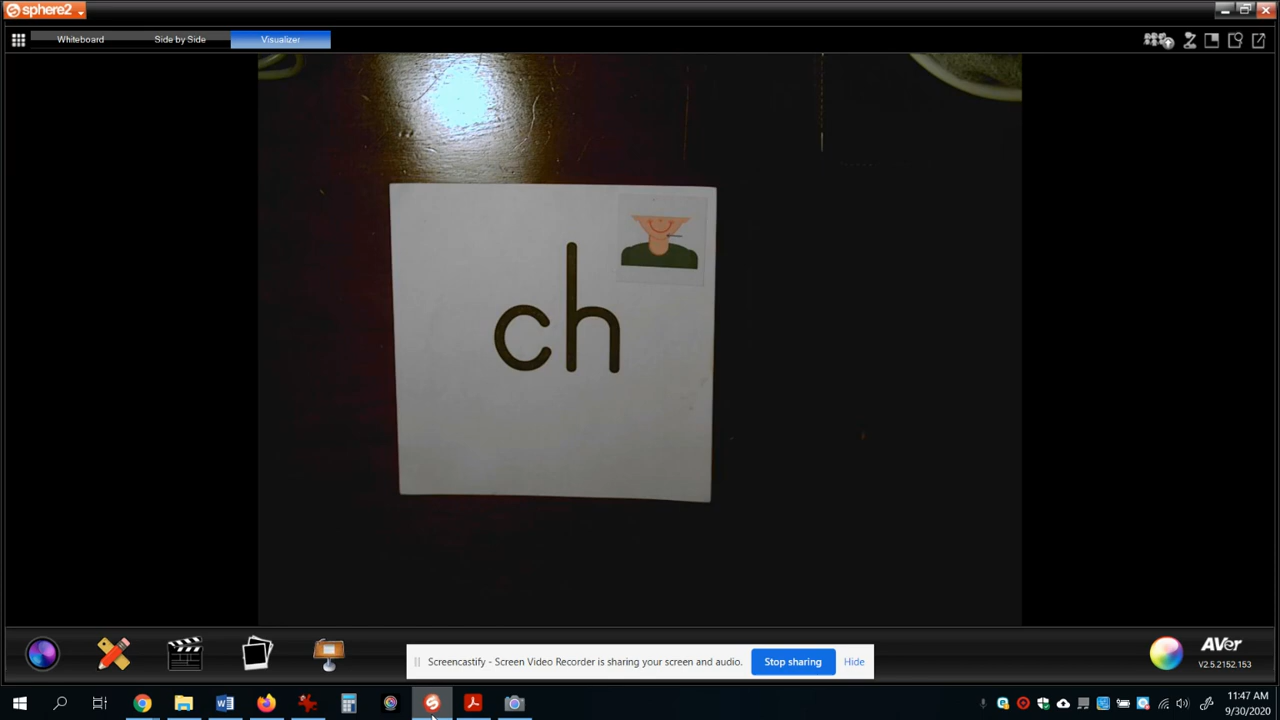 sphere2
Whiteboard
Side by Side
Visualizer
ch
Screencastify - Screen Video Recorder is sharing your screen and audio.
Stop sharing
Hide
AVer
V2.5.2152.153
11:47 AM
9/30/2020